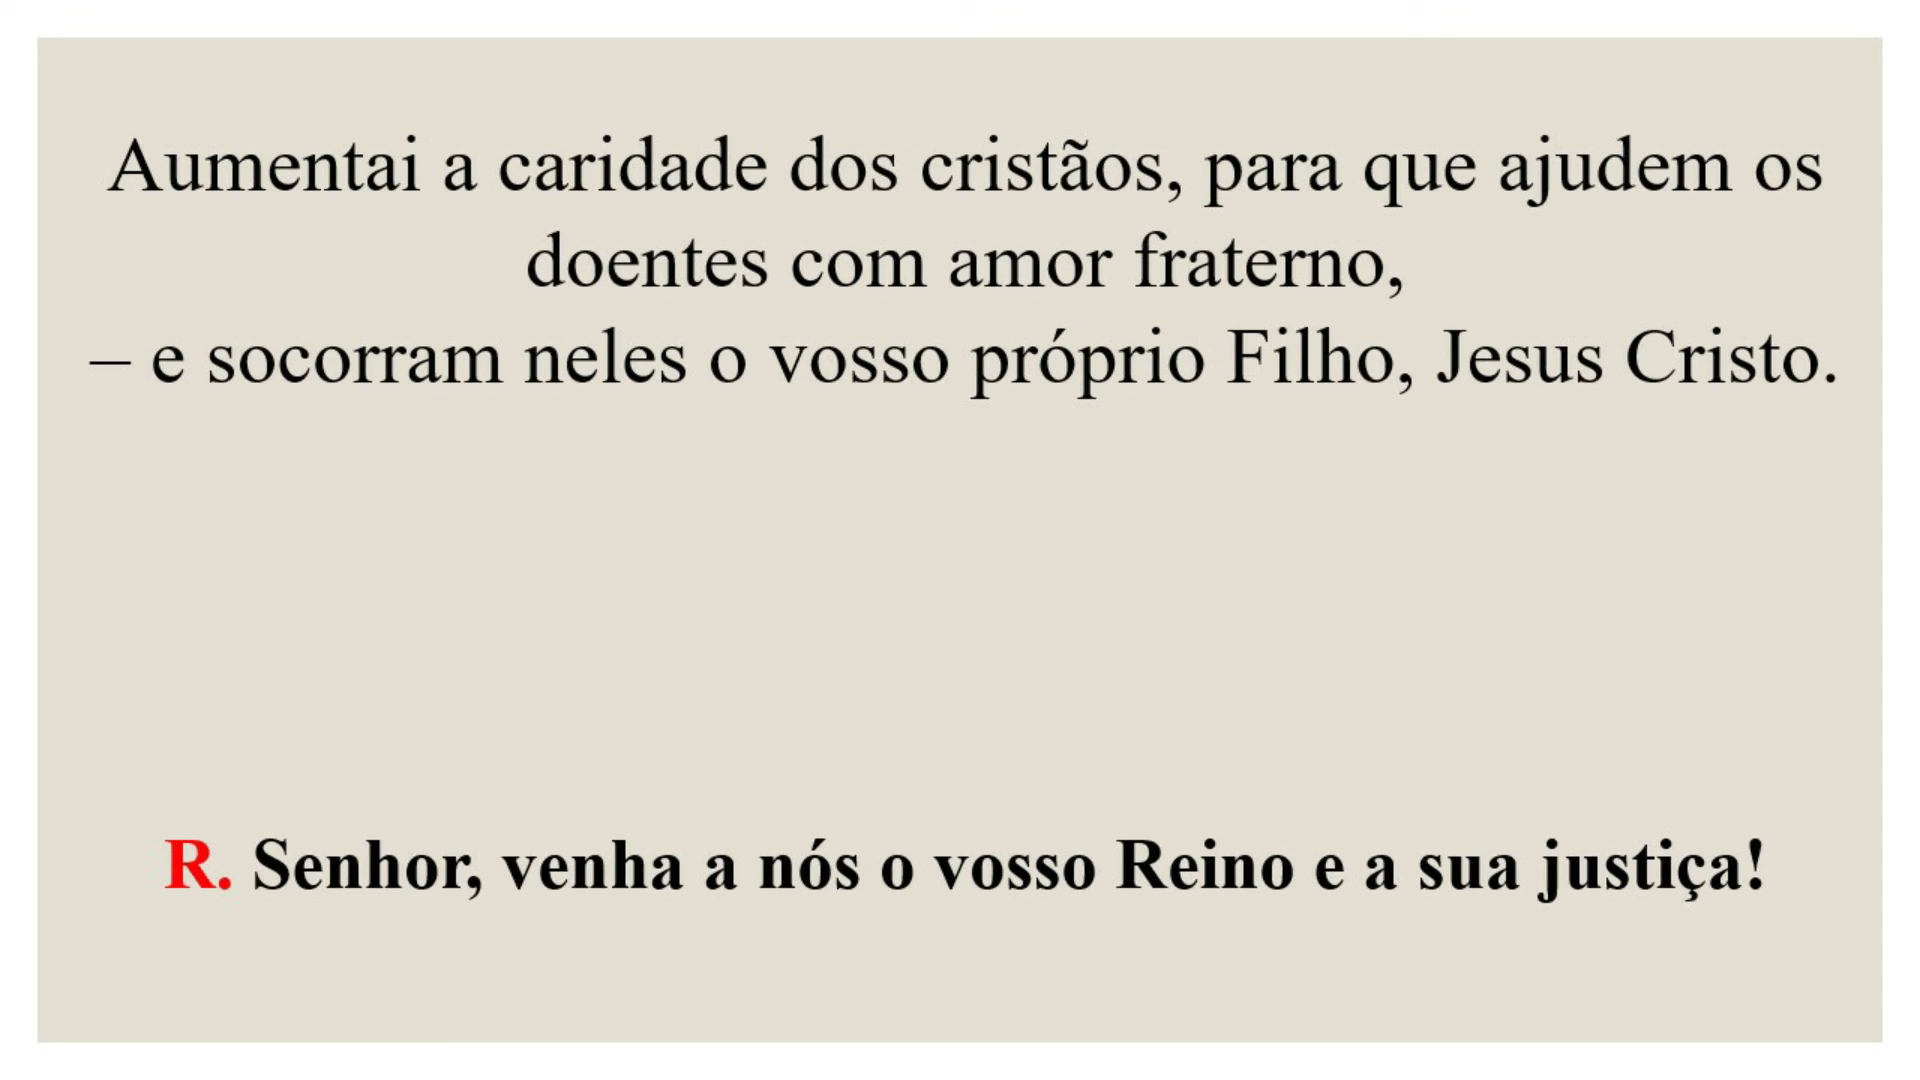 Aumentai a caridade dos cristãos, para que ajudem os
doentes com amor fraterno,
– e socorram neles o vosso próprio Filho, Jesus Cristo.
R. Senhor, venha a nós o vosso Reino e a sua justiça!